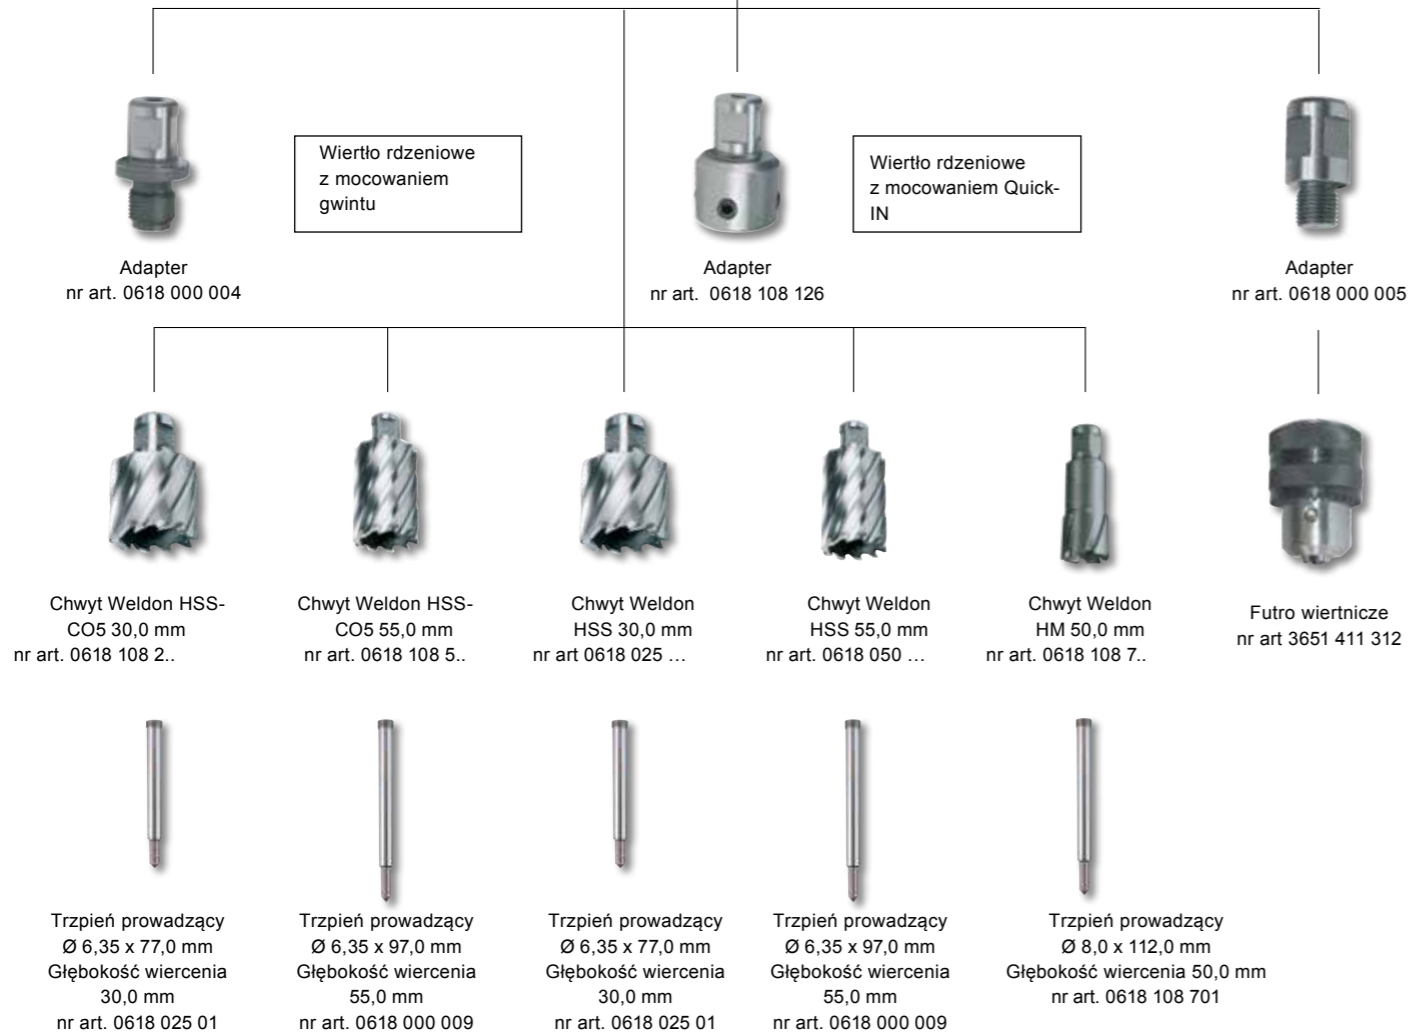 Wiertło rdzeniowe
z mocowaniem
gwintu
Wiertło rdzeniowe
z mocowaniem Quick-
IN
Adapter
nr art. 0618 000 004
Adapter
nr art. 0618 108 126
Adapter
nr art. 0618 000 005
Chwyt Weldon HSS-
CO5 30,0 mm
nr art. 0618 108 2..
Chwyt Weldon HSS-
CO5 55,0 mm
nr art. 0618 108 5..
Chwyt Weldon
HSS 30,0 mm
nr art 0618 025 ...
Chwyt Weldon
HSS 55,0 mm
nr art. 0618 050 ...
Chwyt Weldon
HM 50,0 mm
nr art. 0618 108 7..
Futro wiertnicze
nr art 3651 411 312
Trzpień prowadzący
Ø 6,35 x 77,0 mm
Głębokość wiercenia
30,0 mm
nr art. 0618 025 01
Trzpień prowadzący
Ø 6,35 x 97,0 mm
Głębokość wiercenia
55,0 mm
nr art. 0618 000 009
Trzpień prowadzący
Ø 6,35 x 77,0 mm
Głębokość wiercenia
30,0 mm
nr art. 0618 025 01
Trzpień prowadzący
Ø 6,35 x 97,0 mm
Głębokość wiercenia
55,0 mm
nr art. 0618 000 009
Trzpień prowadzący
Ø 8,0 x 112,0 mm
Głębokość wiercenia 50,0 mm
nr art. 0618 108 701